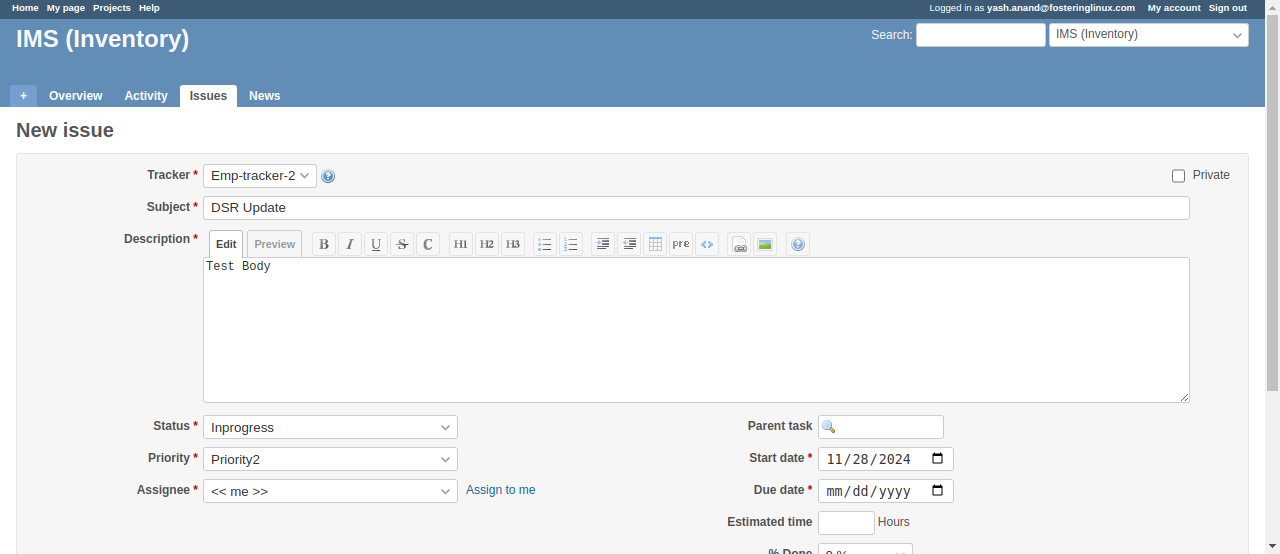 Home My page Projects Help Logged in as yash.anand@fosteringlinux.com My account Sign out
IMS (Inventory) Search: IMS (Inventory)
+ Overview Activity Issues News
New issue
Tracker * Emp-tracker-2 ? Private
Subject * DSR Update
Description * Edit Preview B I U S C H1 H2 H3 pre <> ?
Test Body
Status * Inprogress Parent task
Priority * Priority2 Start date * 11/28/2024
Assignee * << me >> Assign to me Due date * mm/dd/yyyy
Estimated time Hours
% Done 0 %